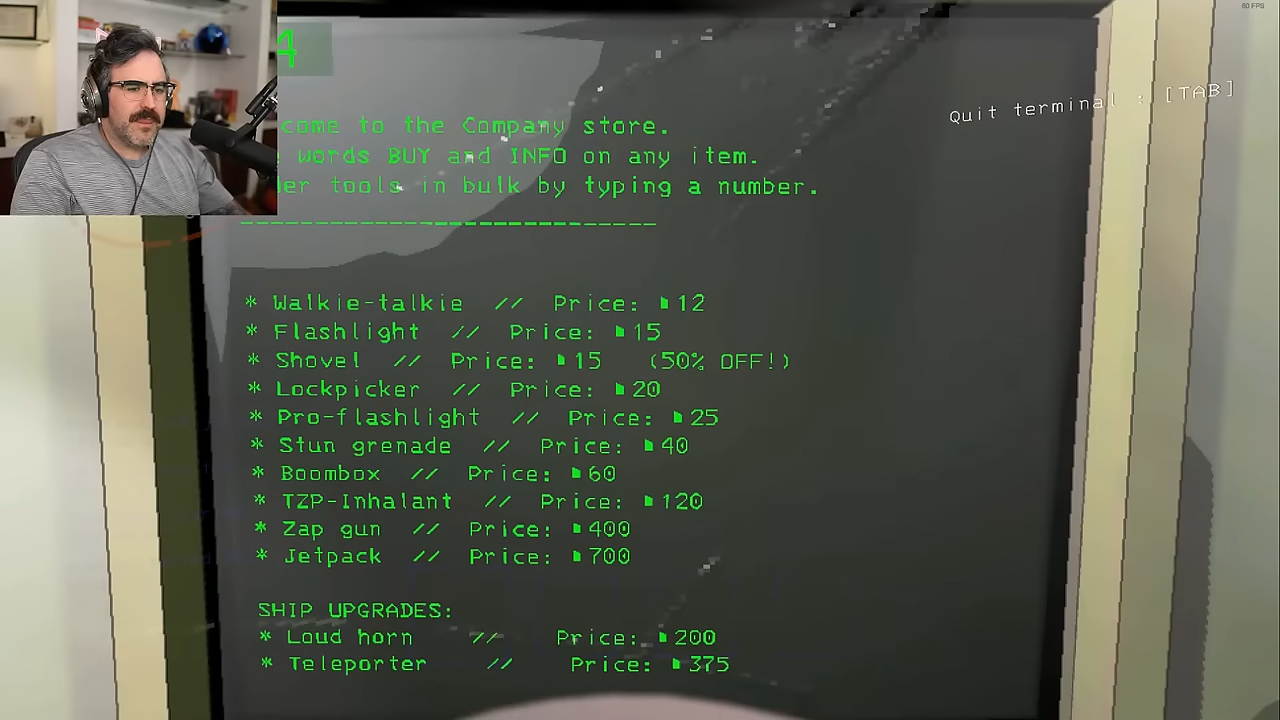 60 FPS
4
Quit terminal : [TAB]
come to the Company store.
words BUY and INFO on any item.
der tools in bulk by typing a number.
-----------------------------
* Walkie-talkie // Price: ■12
* Flashlight // Price: ■15
* Shovel // Price: ■15 (50% OFF!)
* Lockpicker // Price: ■20
* Pro-flashlight // Price: ■25
* Stun grenade // Price: ■40
* Boombox // Price: ■60
* TZP-Inhalant // Price: ■120
* Zap gun // Price: ■400
* Jetpack // Price: ■700
SHIP UPGRADES:
* Loud horn // Price: ■200
* Teleporter // Price: ■375